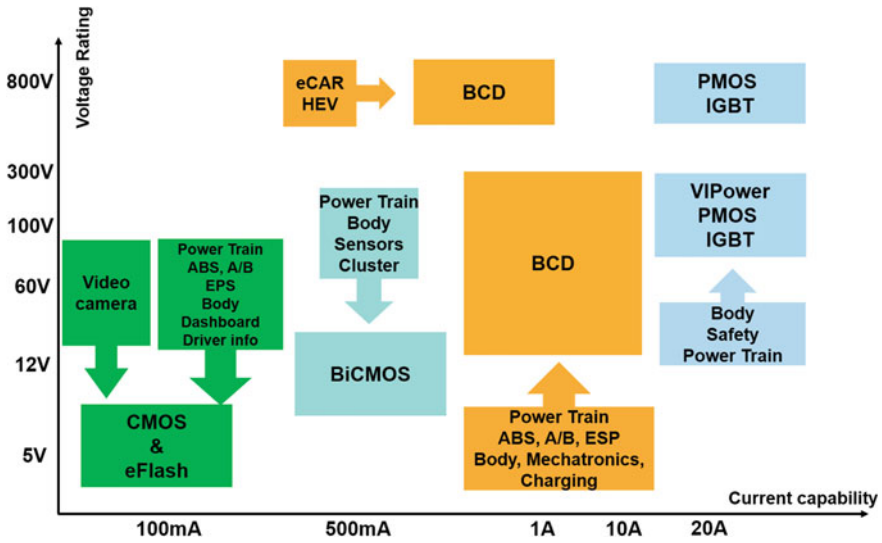 Voltage Rating
800V
300V
100V
60V
12V
5V
eCAR
HEV
BCD
PMOS
IGBT
Power Train
Body
Sensors
Cluster
BCD
VIPower
PMOS
IGBT
Video
camera
Power Train
ABS, A/B
EPS
Body
Dashboard
Driver info
Body
Safety
Power Train
BiCMOS
CMOS
&
eFlash
Power Train
ABS, A/B, ESP
Body, Mechatronics,
Charging
Current capability
100mA
500mA
1A
10A
20A